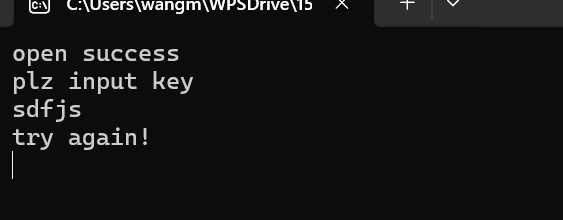 C:\Users\wangm\WPSDrive\15
open success
plz input key
sdfjs
try again!